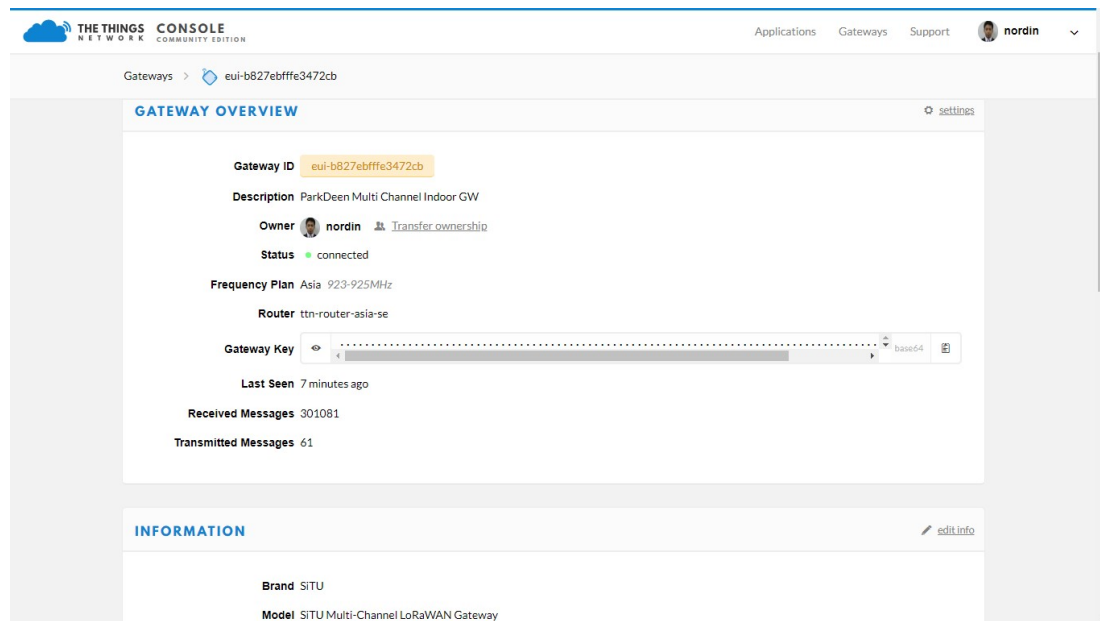 THE THINGS NETWORK CONSOLE COMMUNITY EDITION
Applications Gateways Support nordin
Gateways > eui-b827ebfffe3472cb
GATEWAY OVERVIEW settings
Gateway ID eui-b827ebfffe3472cb
Description ParkDeen Multi Channel Indoor GW
Owner nordin Transfer ownership
Status connected
Frequency Plan Asia 923-925MHz
Router ttn-router-asia-se
Gateway Key base64
Last Seen 7 minutes ago
Received Messages 301081
Transmitted Messages 61
INFORMATION edit info
Brand SiTU
Model SiTU Multi-Channel LoRaWAN Gateway